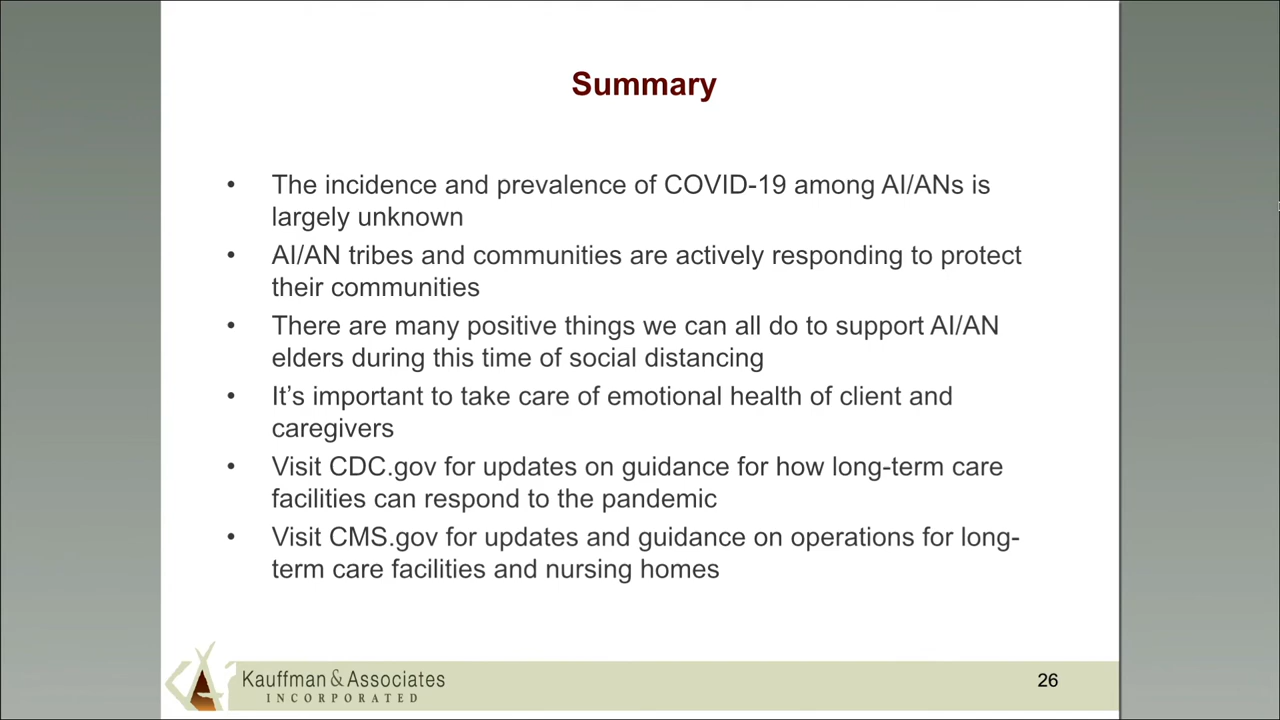 Summary
• The incidence and prevalence of COVID-19 among AI/ANs is
largely unknown
• AI/AN tribes and communities are actively responding to protect
their communities
• There are many positive things we can all do to support AI/AN
elders during this time of social distancing
• It’s important to take care of emotional health of client and
caregivers
• Visit CDC.gov for updates on guidance for how long-term care
facilities can respond to the pandemic
• Visit CMS.gov for updates and guidance on operations for long-
term care facilities and nursing homes
Kauffman & Associates
INCORPORATED
26